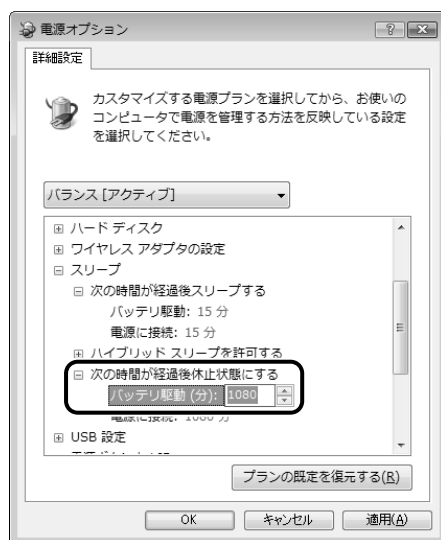 電源オプション
詳細設定
カスタマイズする電源プランを選択してから、お使いの
コンピュータで電源を管理する方法を反映している設定
を選択してください。
バランス [アクティブ]
ハード ディスク
ワイヤレス アダプタの設定
スリープ
次の時間が経過後スリープする
バッテリ駆動: 15 分
電源に接続: 15 分
ハイブリッド スリープを許可する
次の時間が経過後休止状態にする
バッテリ駆動 (分): 1080
電源に接続: 1080 分
USB 設定
プランの既定を復元する(R)
OK キャンセル 適用(A)